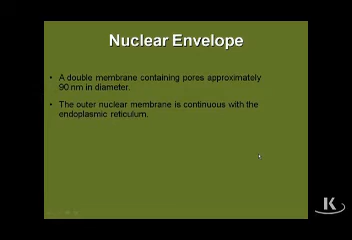 Nuclear Envelope
• A double membrane containing pores approximately
90 nm in diameter.
• The outer nuclear membrane is continuous with the
endoplasmic reticulum.
K